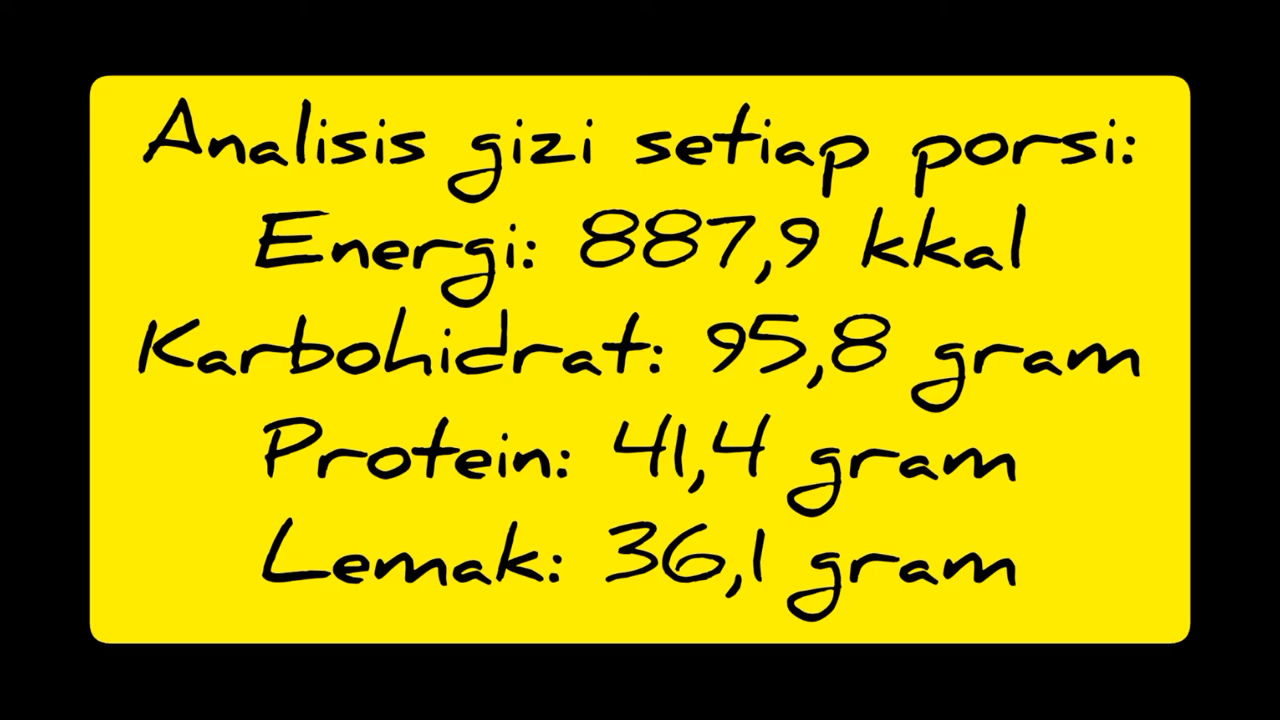 Analisis gizi setiap porsi:
Energi: 887,9 kkal
Karbohidrat: 95,8 gram
Protein: 41,4 gram
Lemak: 36,1 gram